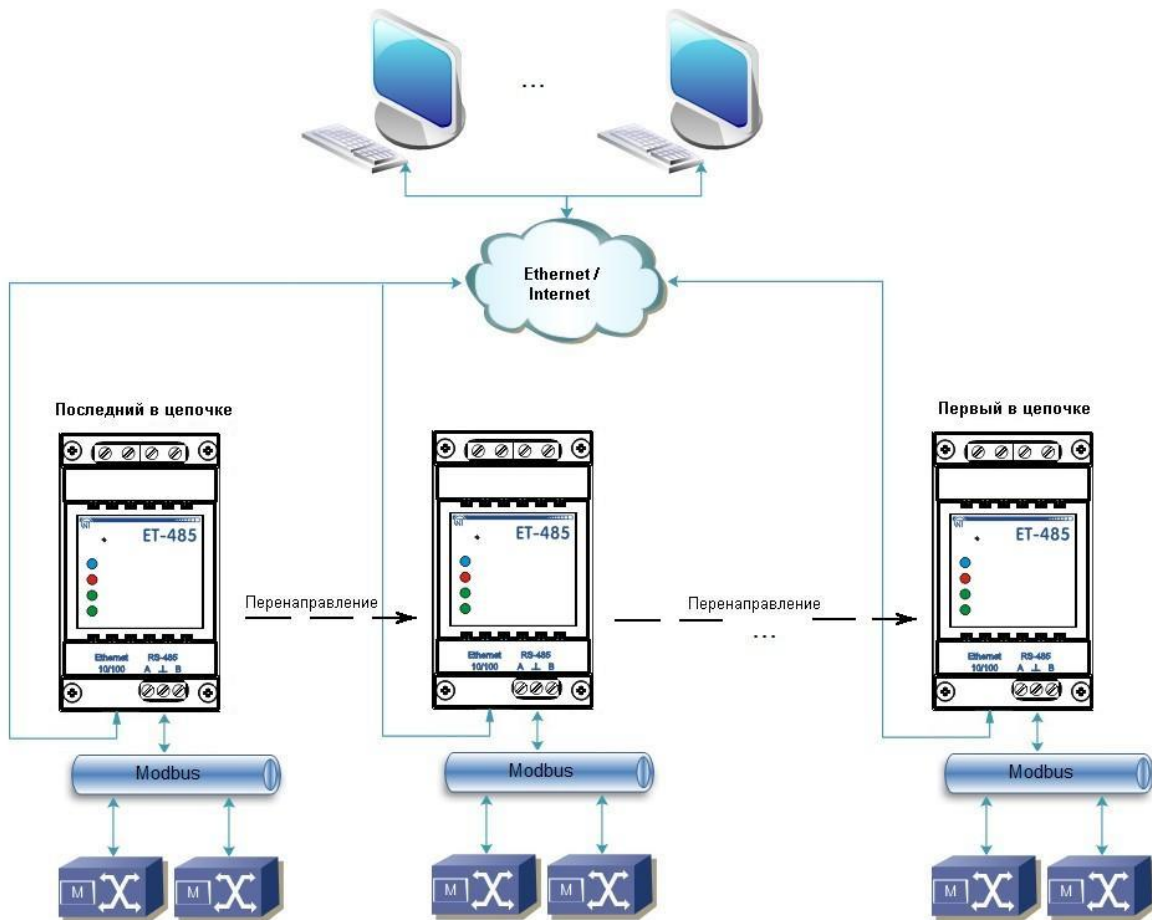 ...
Ethernet /
Internet
Последний в цепочке
Первый в цепочке
ET-485
ET-485
ET-485
Перенаправление
Перенаправление
...
Ethernet RS-485
10/100 A ⊥ B
Ethernet RS-485
10/100 A ⊥ B
Ethernet RS-485
10/100 A ⊥ B
Modbus
Modbus
Modbus
M
M
M
M
M
M